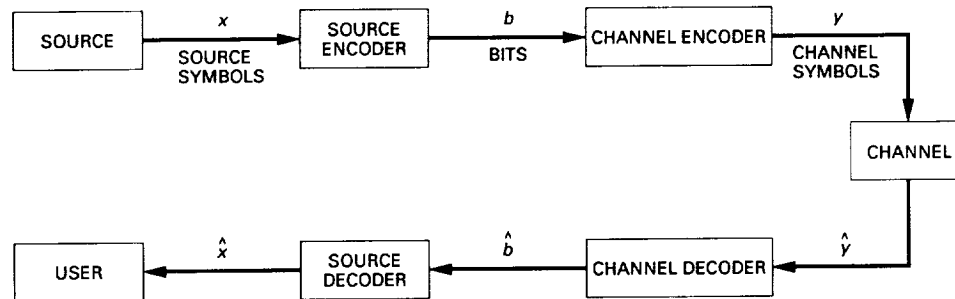 x
b
y
SOURCE
SOURCE
ENCODER
CHANNEL ENCODER
SOURCE
SYMBOLS
BITS
CHANNEL
SYMBOLS
CHANNEL
x̂
b̂
ŷ
USER
SOURCE
DECODER
CHANNEL DECODER